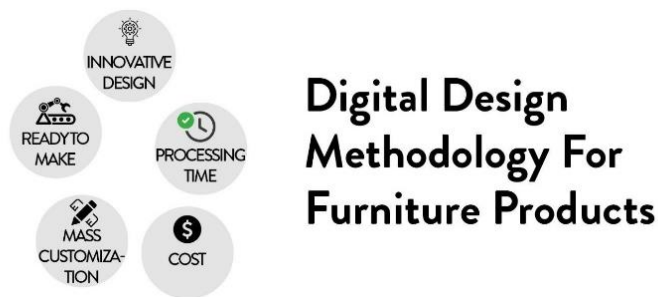 INNOVATIVE
DESIGN
READYTO
MAKE
PROCESSING
TIME
MASS
CUSTOMIZA-
TION
$
COST
Digital Design
Methodology For
Furniture Products